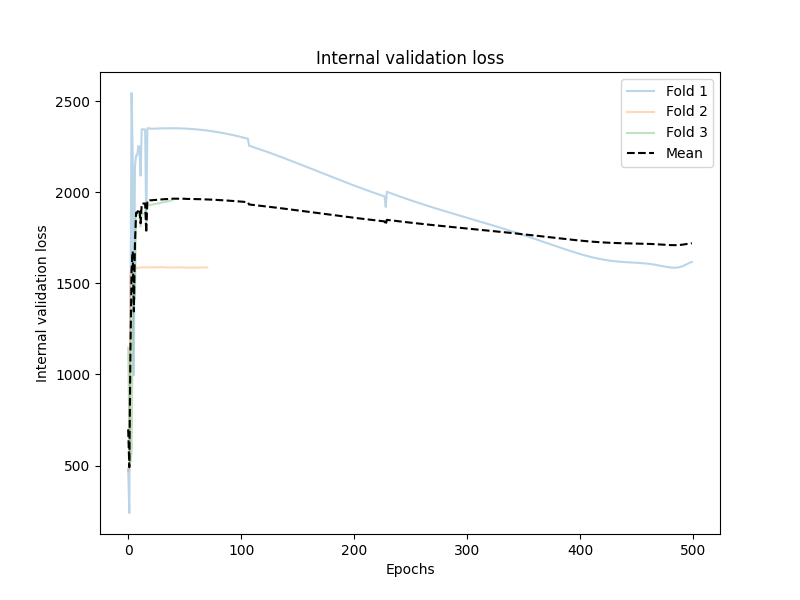 Internal validation loss
Fold 1
Fold 2
Fold 3
Mean
2500
2000
1500
1000
500
Internal validation loss
0 100 200 300 400 500
Epochs